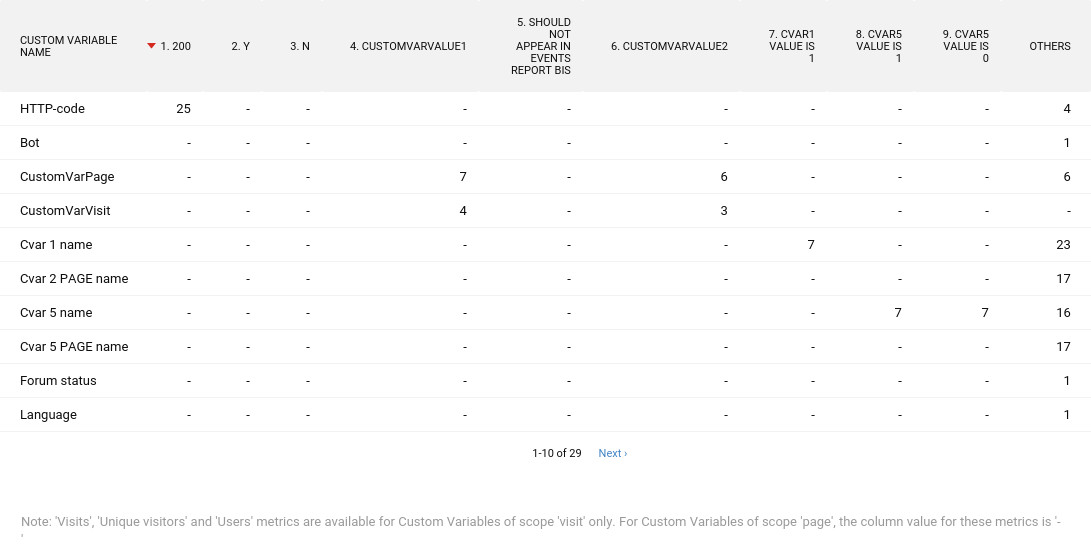 CUSTOM VARIABLE NAME 1. 200 2. Y 3. N 4. CUSTOMVARVALUE1 5. SHOULD NOT APPEAR IN EVENTS REPORT BIS 6. CUSTOMVARVALUE2 7. CVAR1 VALUE IS 1 8. CVAR5 VALUE IS 1 9. CVAR5 VALUE IS 0 OTHERS
HTTP-code 25 - - - - - - - - 4
Bot - - - - - - - - - 1
CustomVarPage - - - 7 - 6 - - - 6
CustomVarVisit - - - 4 - 3 - - - -
Cvar 1 name - - - - - - 7 - - 23
Cvar 2 PAGE name - - - - - - - - - 17
Cvar 5 name - - - - - - - 7 7 16
Cvar 5 PAGE name - - - - - - - - - 17
Forum status - - - - - - - - - 1
Language - - - - - - - - - 1
1-10 of 29 Next ›
Note: 'Visits', 'Unique visitors' and 'Users' metrics are available for Custom Variables of scope 'visit' only. For Custom Variables of scope 'page', the column value for these metrics is '-
'.